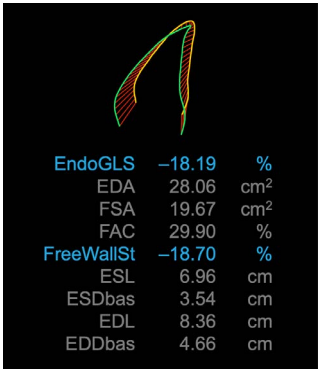 EndoGLS –18.19 %
EDA 28.06 cm²
FSA 19.67 cm²
FAC 29.90 %
FreeWallSt –18.70 %
ESL 6.96 cm
ESDbas 3.54 cm
EDL 8.36 cm
EDDbas 4.66 cm